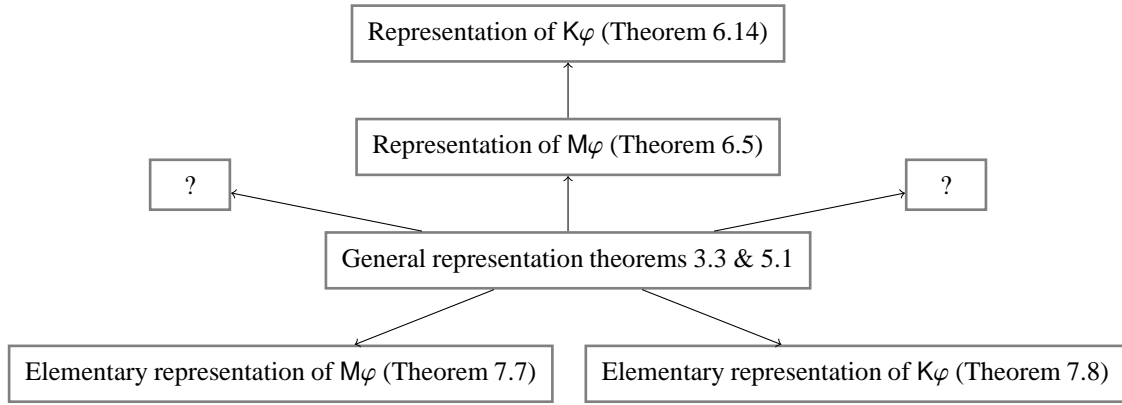 Representation of Kφ (Theorem 6.14)
Representation of Mφ (Theorem 6.5)
?
?
General representation theorems 3.3 & 5.1
Elementary representation of Mφ (Theorem 7.7)
Elementary representation of Kφ (Theorem 7.8)